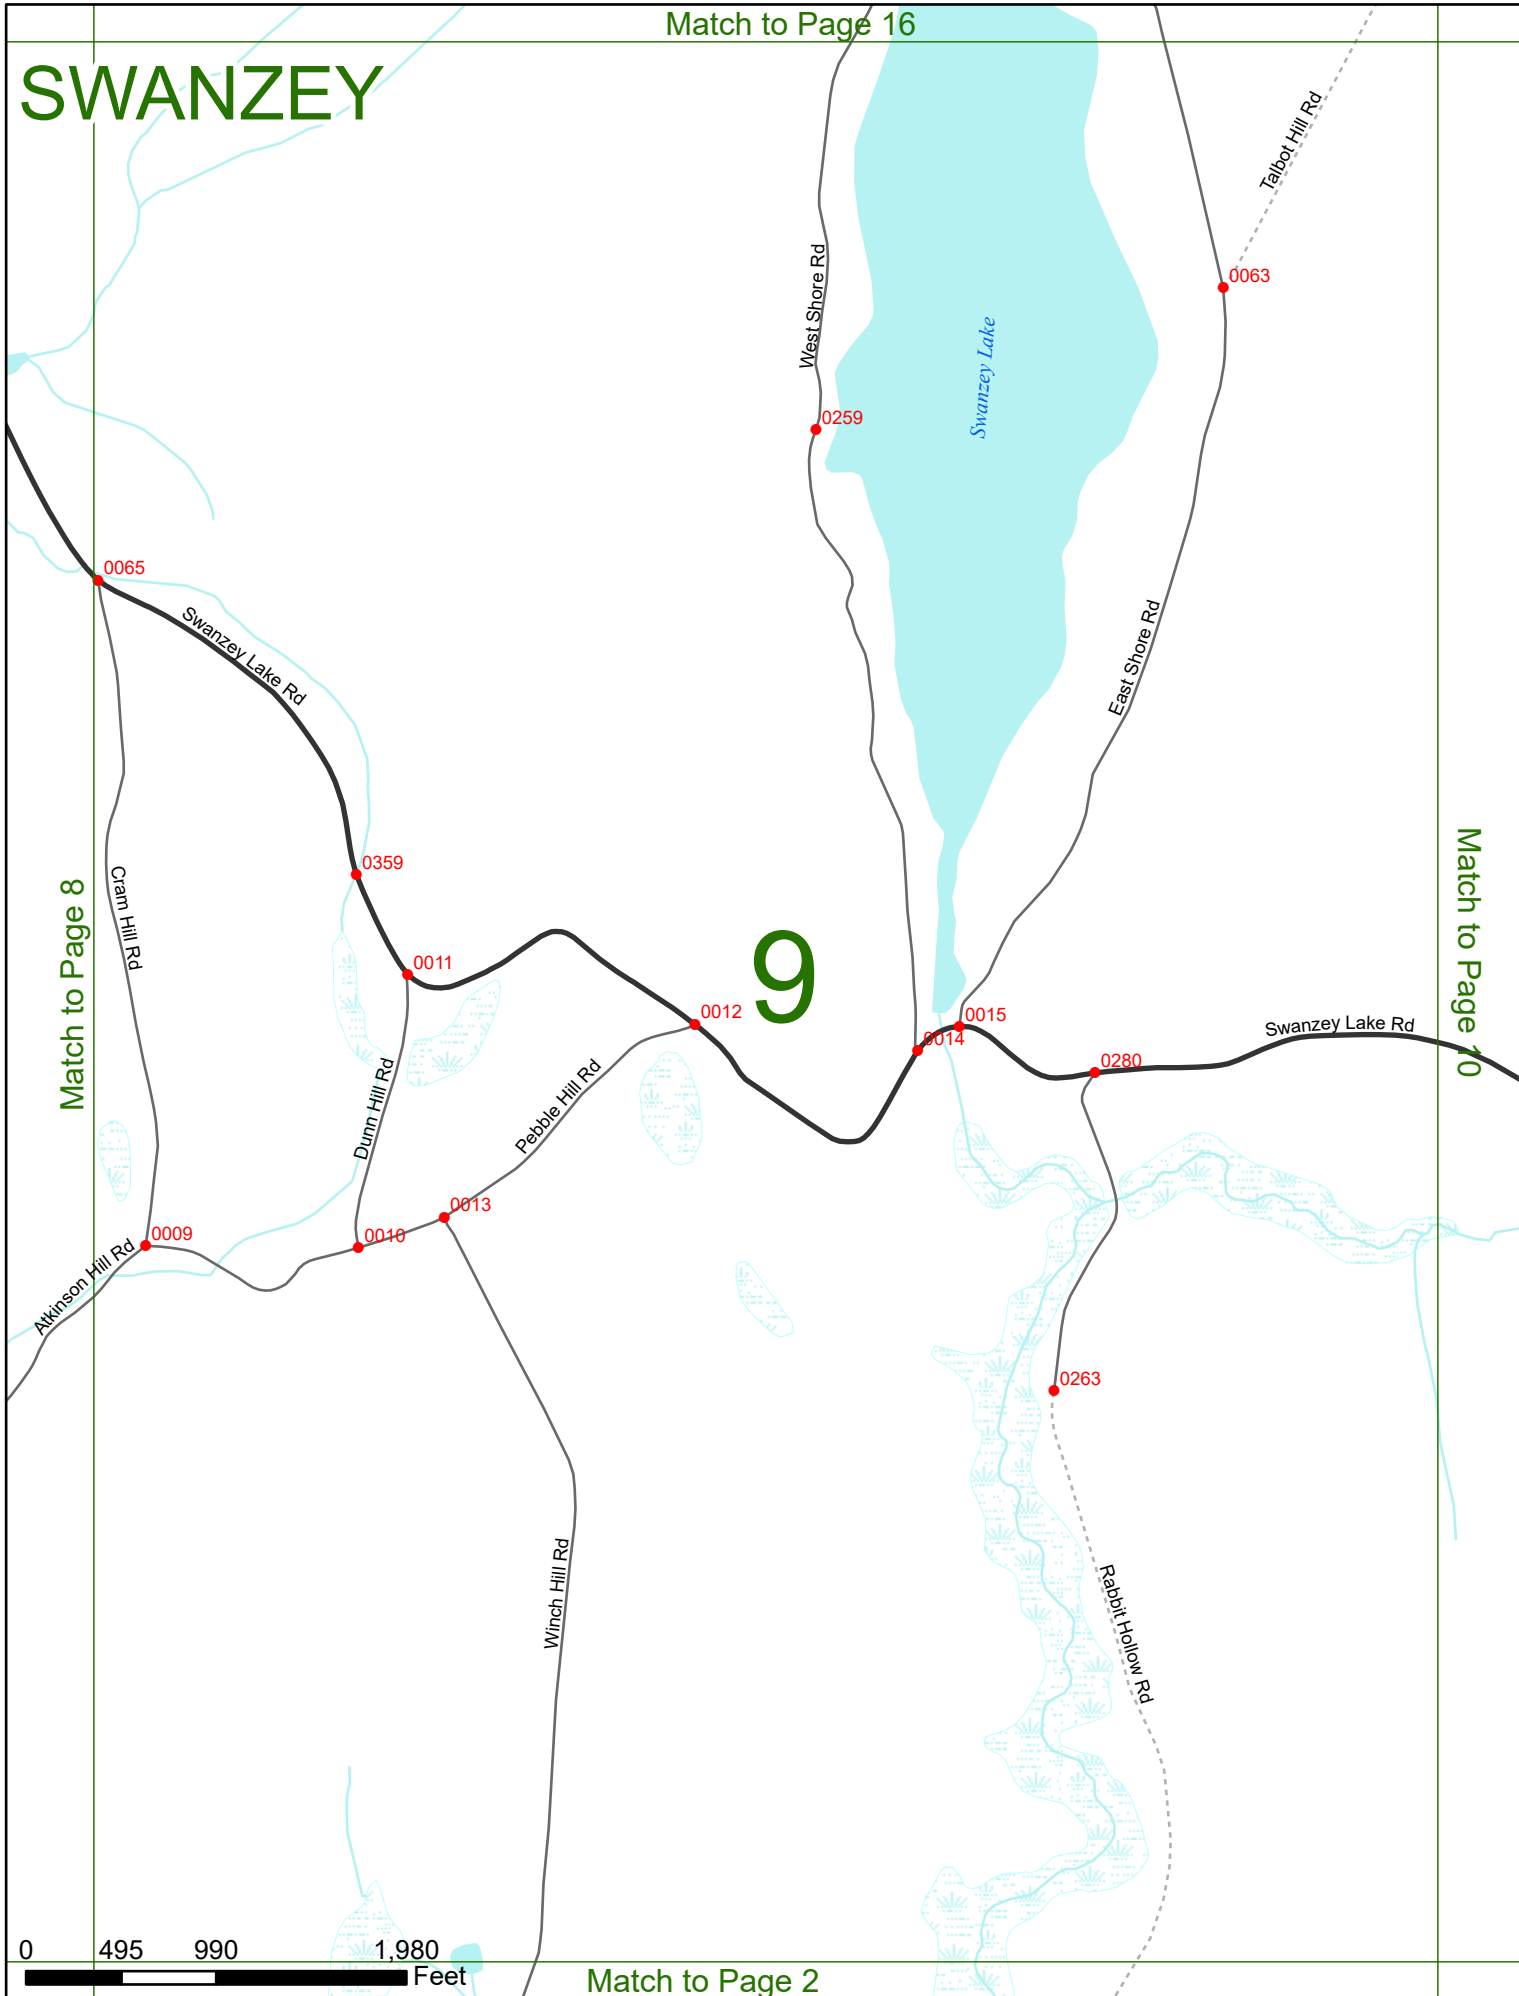 Match to Page 16
SWANZEY
Talbot Hill Rd
West Shore Rd
0063
Swanzey Lake
0259
0065
Swanzey Lake Rd
East Shore Rd
0359
Cram Hill Rd
Match to Page 8
Match to Page 10
0011
9
0012
0015
0014
Swanzey Lake Rd
0280
Dunn Hill Rd
Pebble Hill Rd
0013
0009
0010
Atkinson Hill Rd
0263
Winch Hill Rd
Rabbit Hollow Rd
0 495 990 1,980
Feet
Match to Page 2